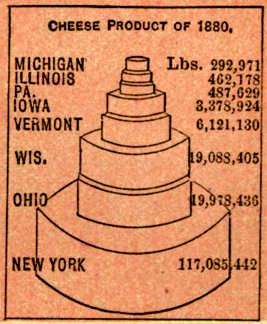 CHEESE PRODUCT OF 1880.
MICHIGAN Lbs. 292,971
ILLINOIS 462,178
PA. 487,629
IOWA 3,378,924
VERMONT 6,121,130
WIS. 19,088,405
OHIO 19,978,436
NEW YORK 117,085,442